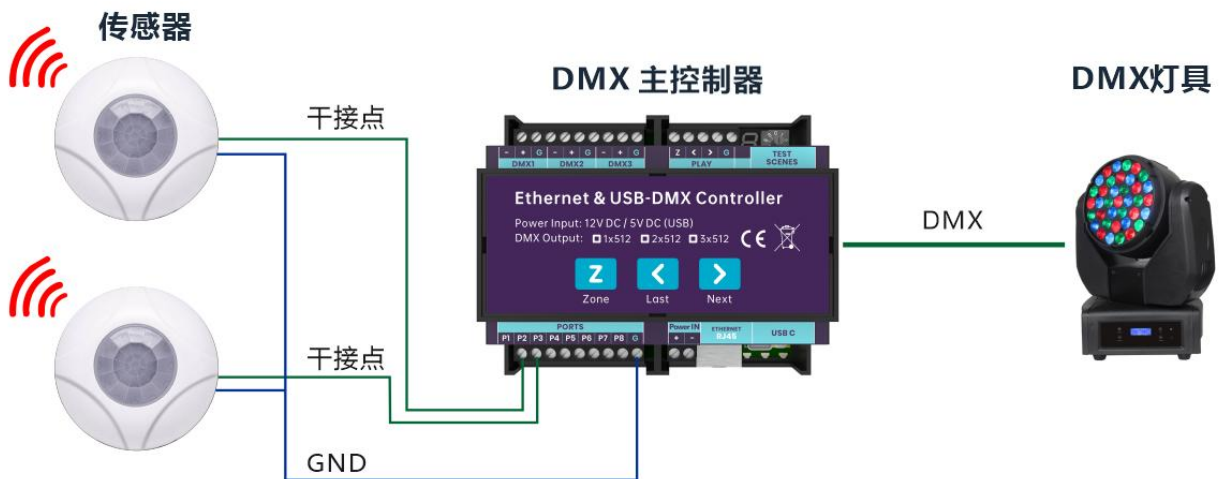 传感器
DMX 主控制器
DMX灯具
干接点
- + G - + G - + G
DMX1 DMX2 DMX3
Z < > G
PLAY
TEST
SCENES
Ethernet & USB-DMX Controller
Power Input: 12V DC / 5V DC (USB)
DMX Output: 1x512 2x512 3x512 CE
Z < >
Zone Last Next
DMX
PORTS
P1 P2 P3 P4 P5 P6 P7 P8 G
Power IN
+ -
ETHERNET
RJ45
USB C
干接点
GND